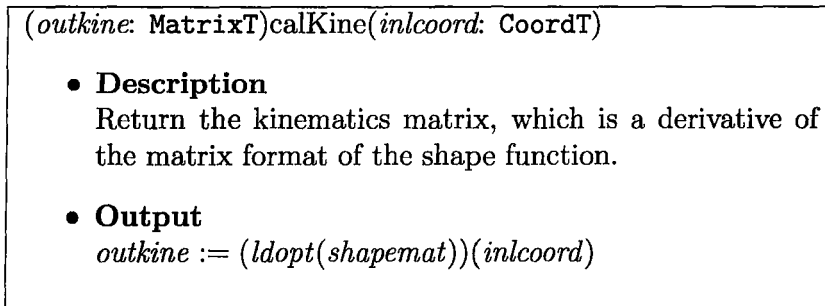 (outkine: MatrixT)calKine(inlcoord: CoordT)
• Description
Return the kinematics matrix, which is a derivative of
the matrix format of the shape function.
• Output
outkine := (ldopt(shapemat))(inlcoord)